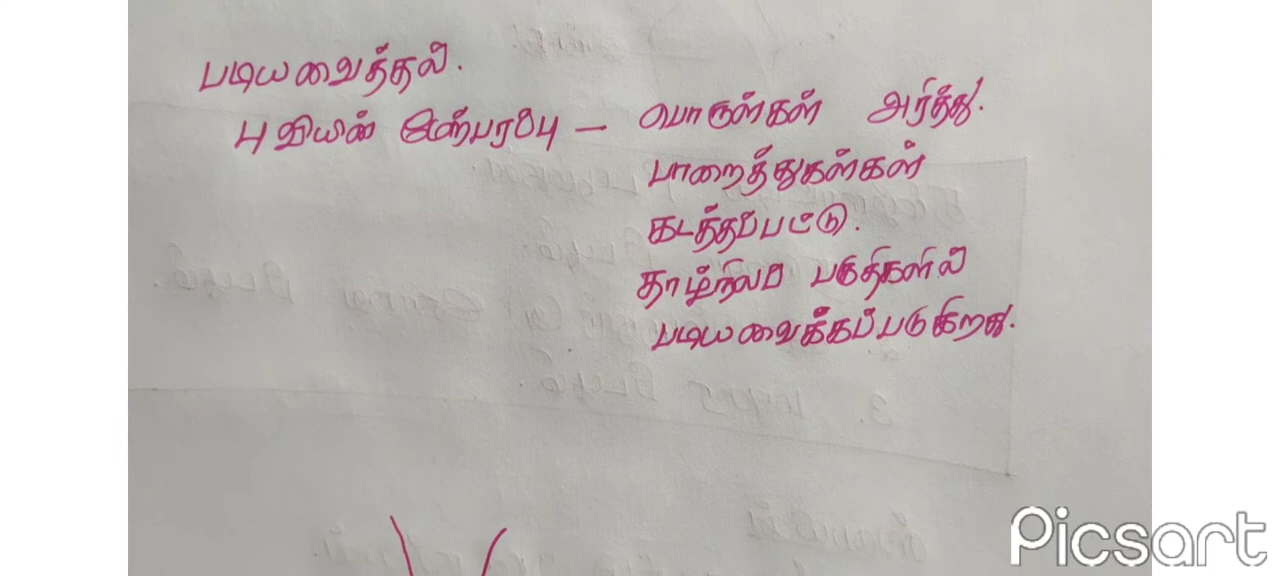 படியவைத்தல்.
புவியின் மேற்பரப்பு – பொருள்கள் அரித்து.
பாறைத்துகள்கள்
கடத்தப்பட்டு.
தாழ்நிலப் பகுதிகளில்
படியவைக்கப்படுகிறது.
Picsart